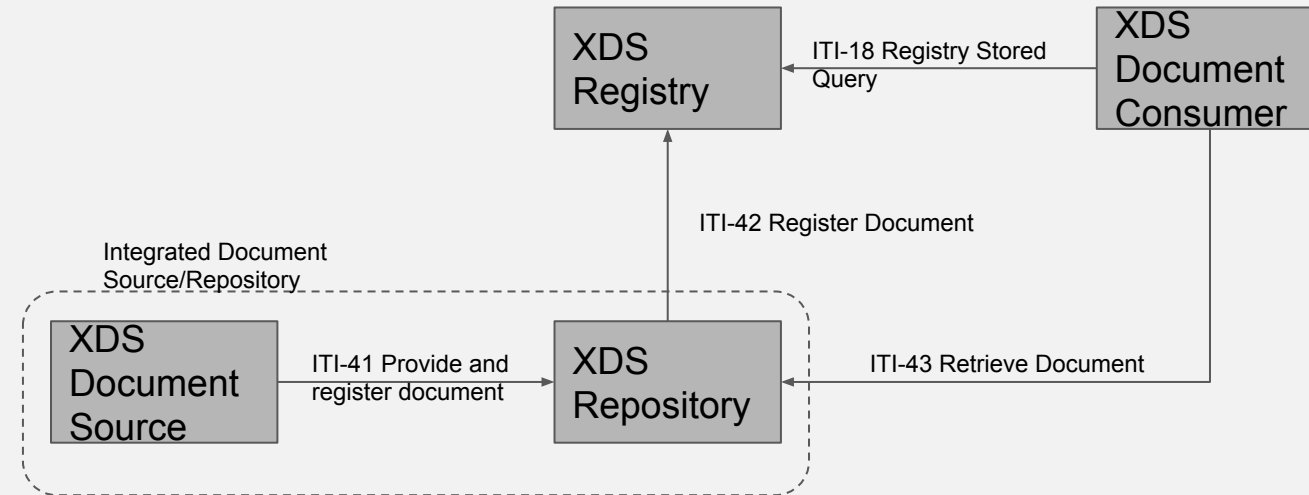 XDS
Registry
ITI-18 Registry Stored
Query
XDS
Document
Consumer
ITI-42 Register Document
Integrated Document
Source/Repository
XDS
Document
Source
ITI-41 Provide and
register document
XDS
Repository
ITI-43 Retrieve Document